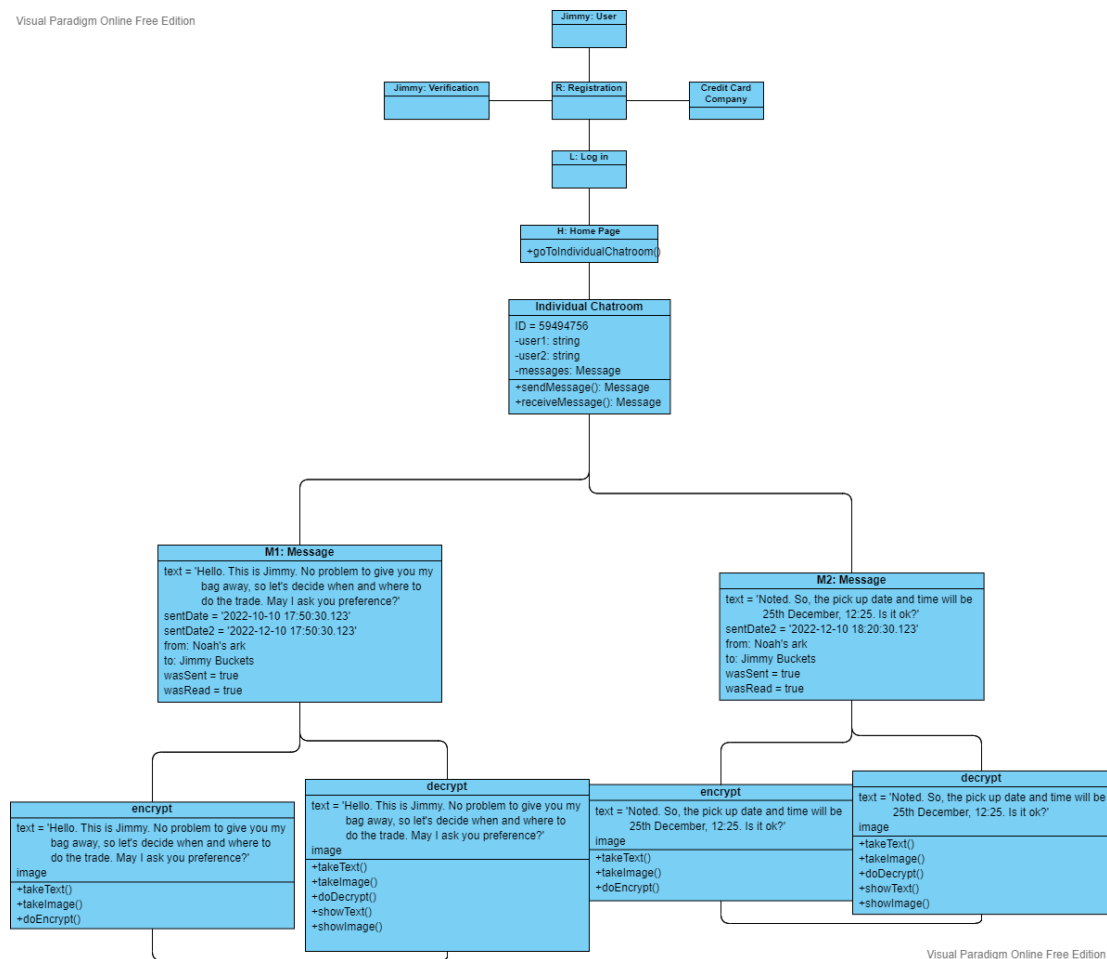 Visual Paradigm Online Free Edition
Jimmy: User
Jimmy: Verification
R: Registration
Credit Card
Company
L: Log in
H: Home Page
+goToIndividualChatroom()
Individual Chatroom
ID = 59494756
-user1: string
-user2: string
-messages: Message
+sendMessage(): Message
+receiveMessage(): Message
M1: Message
text = 'Hello. This is Jimmy. No problem to give you my
bag away, so let's decide when and where to
do the trade. May I ask you preference?'
sentDate = '2022-10-10 17:50:30.123'
sentDate2 = '2022-12-10 17:50:30.123'
from: Noah's ark
to: Jimmy Buckets
wasSent = true
wasRead = true
M2: Message
text = 'Noted. So, the pick up date and time will be
25th December, 12:25. Is it ok?'
sentDate2 = '2022-12-10 18:20:30.123'
from: Noah's ark
to: Jimmy Buckets
wasSent = true
wasRead = true
encrypt
text = 'Hello. This is Jimmy. No problem to give you my
bag away, so let's decide when and where to
do the trade. May I ask you preference?'
image
+takeText()
+takeImage()
+doEncrypt()
decrypt
text = 'Hello. This is Jimmy. No problem to give you my
bag away, so let's decide when and where to
do the trade. May I ask you preference?'
image
+takeText()
+takeImage()
+doDecrypt()
+showText()
+showImage()
encrypt
text = 'Noted. So, the pick up date and time will be
25th December, 12:25. Is it ok?'
image
+takeText()
+takeImage()
+doEncrypt()
decrypt
text = 'Noted. So, the pick up date and time will be
25th December, 12:25. Is it ok?'
image
+takeText()
+takeImage()
+doDecrypt()
+showText()
+showImage()
Visual Paradigm Online Free Edition